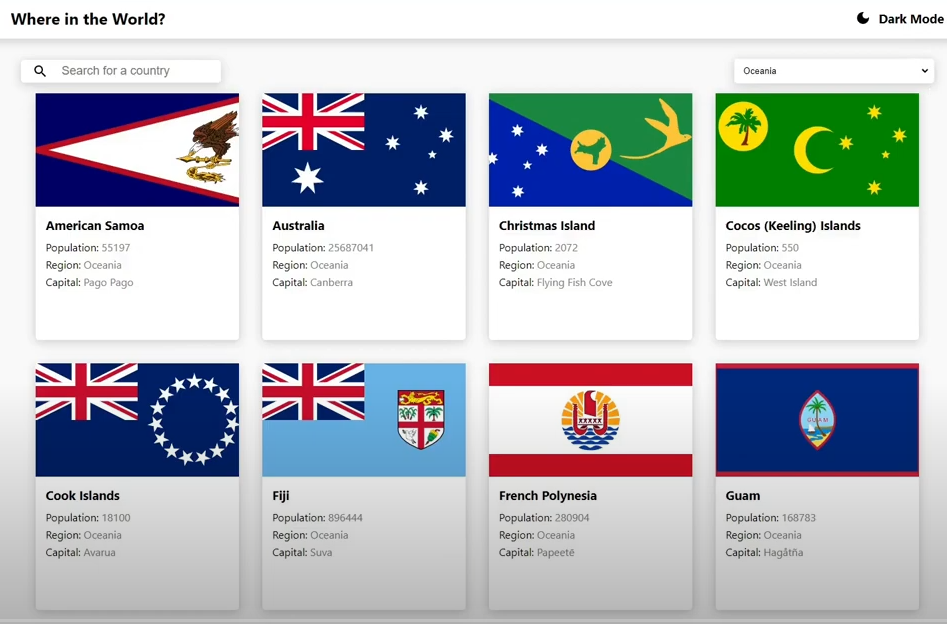 Where in the World?
Dark Mode
Search for a country
Oceania
American Samoa
Population: 55197
Region: Oceania
Capital: Pago Pago
Australia
Population: 25687041
Region: Oceania
Capital: Canberra
Christmas Island
Population: 2072
Region: Oceania
Capital: Flying Fish Cove
Cocos (Keeling) Islands
Population: 550
Region: Oceania
Capital: West Island
Cook Islands
Population: 18100
Region: Oceania
Capital: Avarua
Fiji
Population: 896444
Region: Oceania
Capital: Suva
French Polynesia
Population: 280904
Region: Oceania
Capital: Papeetē
GUAM
Guam
Population: 168783
Region: Oceania
Capital: Hagåtña